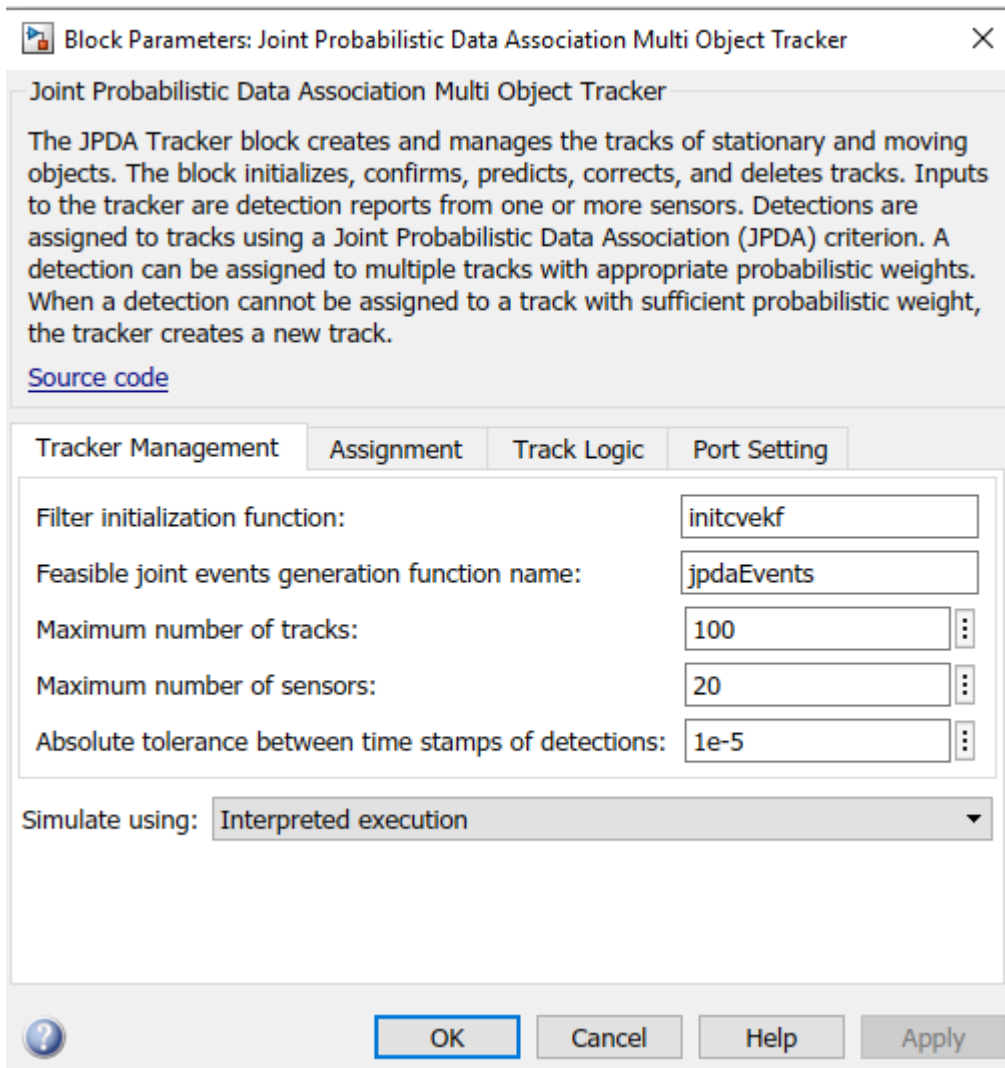 Block Parameters: Joint Probabilistic Data Association Multi Object Tracker
Joint Probabilistic Data Association Multi Object Tracker
The JPDA Tracker block creates and manages the tracks of stationary and moving
objects. The block initializes, confirms, predicts, corrects, and deletes tracks. Inputs
to the tracker are detection reports from one or more sensors. Detections are
assigned to tracks using a Joint Probabilistic Data Association (JPDA) criterion. A
detection can be assigned to multiple tracks with appropriate probabilistic weights.
When a detection cannot be assigned to a track with sufficient probabilistic weight,
the tracker creates a new track.
Source code
Tracker Management Assignment Track Logic Port Setting
Filter initialization function: initcvekf
Feasible joint events generation function name: jpdaEvents
Maximum number of tracks: 100
Maximum number of sensors: 20
Absolute tolerance between time stamps of detections: 1e-5
Simulate using: Interpreted execution
OK Cancel Help Apply